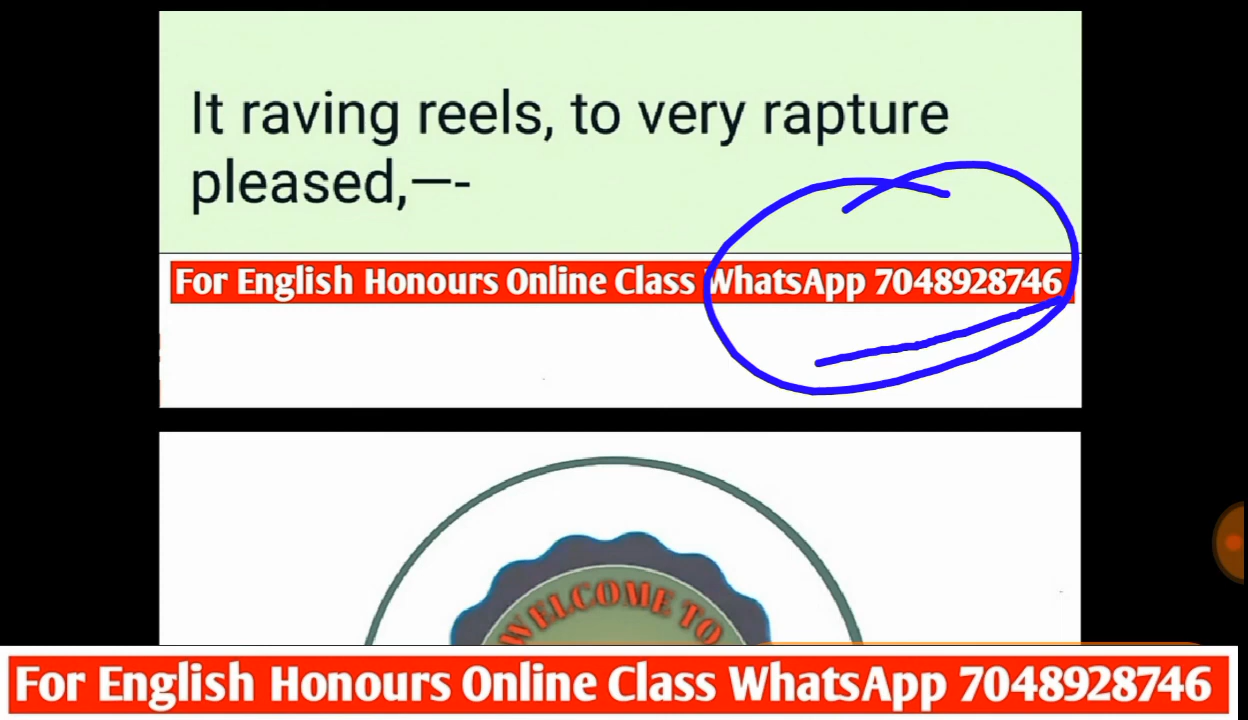 It raving reels, to very rapture
pleased,—-
For English Honours Online Class WhatsApp 7048928746
WELCOME TO
For English Honours Online Class WhatsApp 7048928746